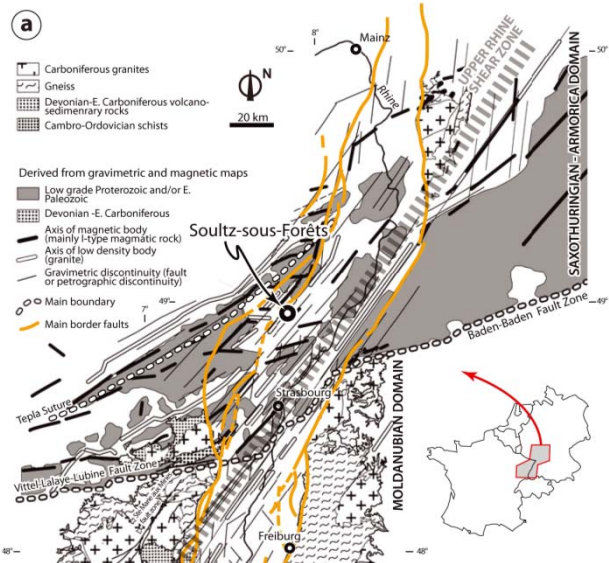 a
8°
Mainz
50°
50°
Carboniferous granites
Gneiss
Devonian-E. Carboniferous volcano-
sedimenrary rocks
Cambro-Ordovician schists
N
20 km
Rhine
UPPER RHINE
SHEAR ZONE
SAXOTHURINGIAN - ARMORICA DOMAIN
Derived from gravimetric and magnetic maps
Low grade Proterozoic and/or E.
Paleozoic
Devonian -E. Carboniferous
Axis of magnetic body
(mainly I-type magmatic rock)
Axis of low density body
(granite)
Gravimetric discontinuity (fault
or petrographic discontinuity)
Main boundary
Main border faults
Soultz-sous-Forêts
7°
49°
49°
Baden-Baden Fault Zone
Tepla Suture
Strasbourg
MOLDANUBIAN DOMAIN
Vittel-Lalaye-Lubine Fault Zone
Freiburg
48°
48°